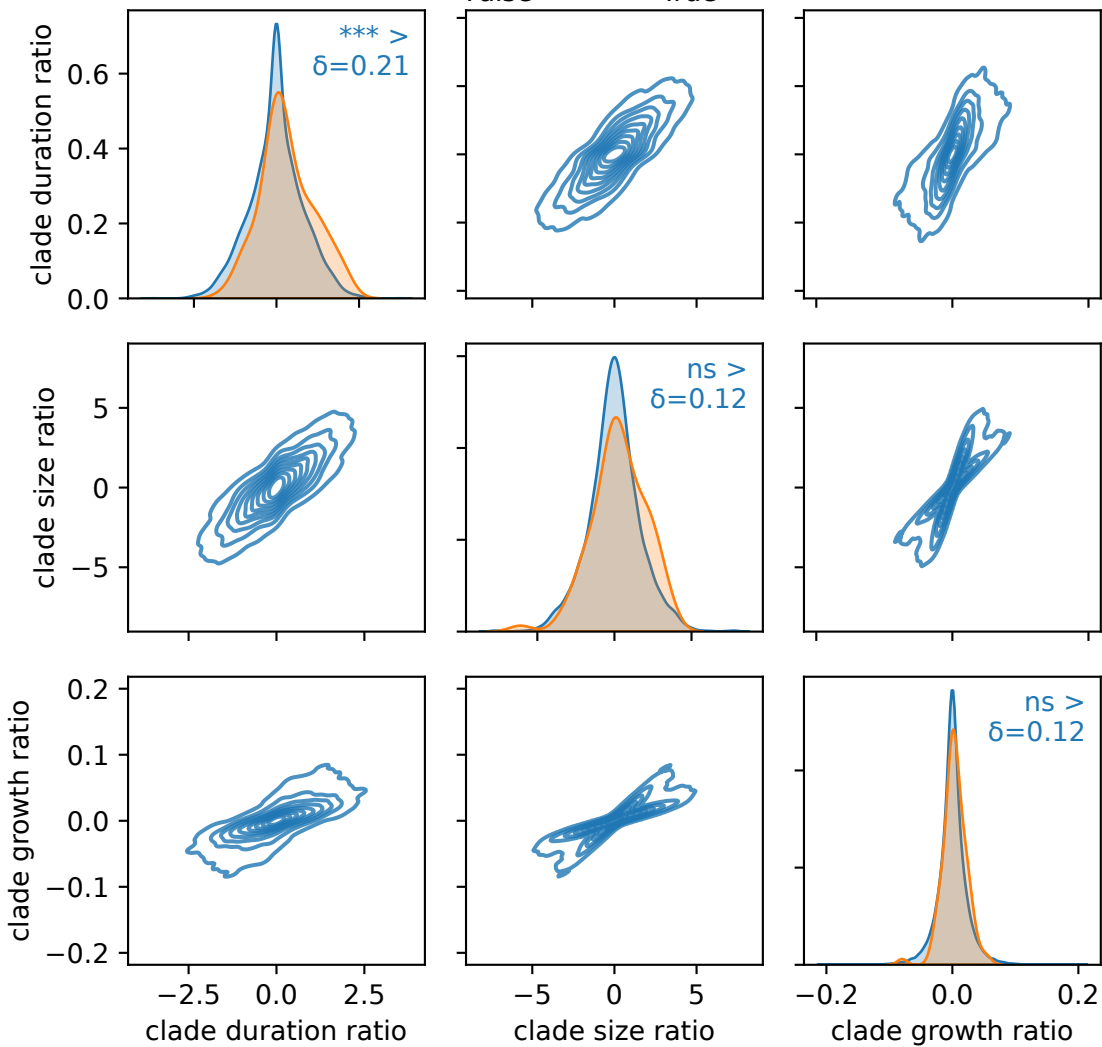 clade duration ratio
0.6
0.4
0.2
0.0
*** >
δ=0.21
clade size ratio
5
0
−5
ns >
δ=0.12
clade growth ratio
0.2
0.1
0.0
−0.1
−0.2
ns >
δ=0.12
−2.5 0.0 2.5
−5 0 5
−0.2 0.0 0.2
clade duration ratio
clade size ratio
clade growth ratio